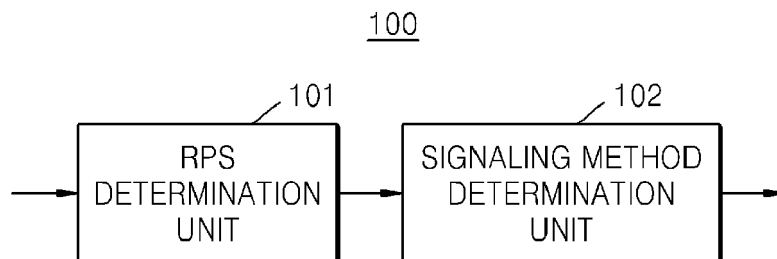 100
101
102
RPS
DETERMINATION
UNIT
SIGNALING METHOD
DETERMINATION
UNIT